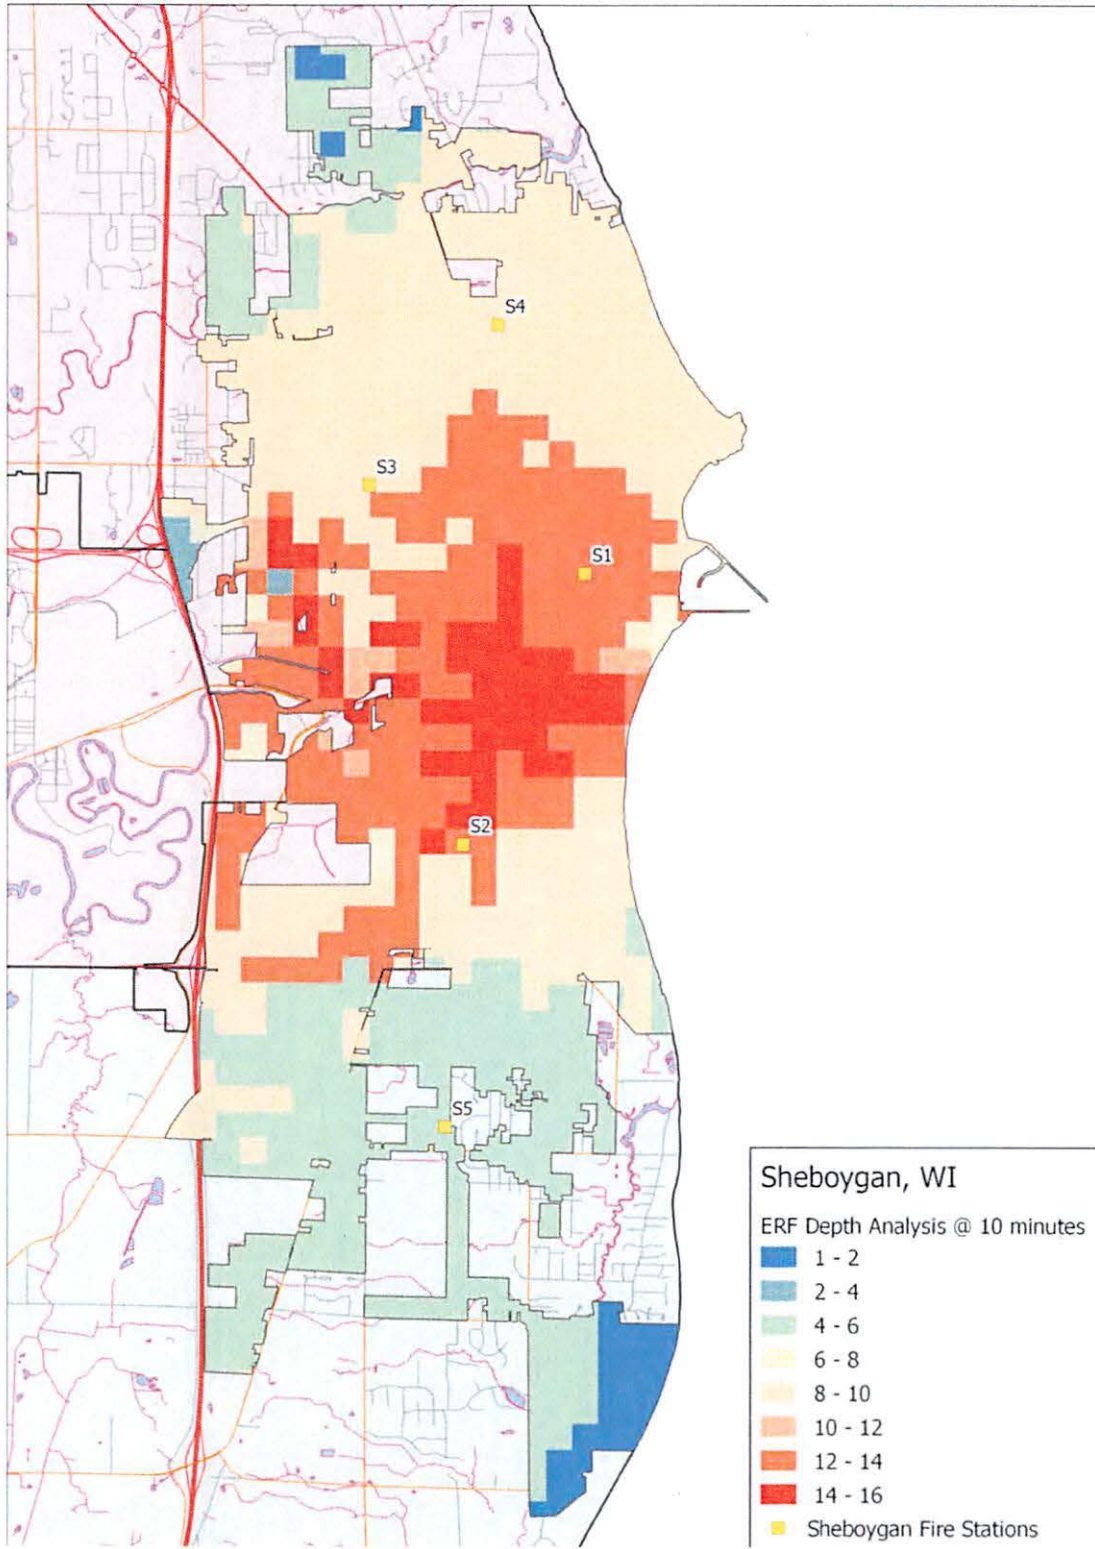 S4
S3
S1
S2
S5
Sheboygan, WI
ERF Depth Analysis @ 10 minutes
1 - 2
2 - 4
4 - 6
6 - 8
8 - 10
10 - 12
12 - 14
14 - 16
Sheboygan Fire Stations